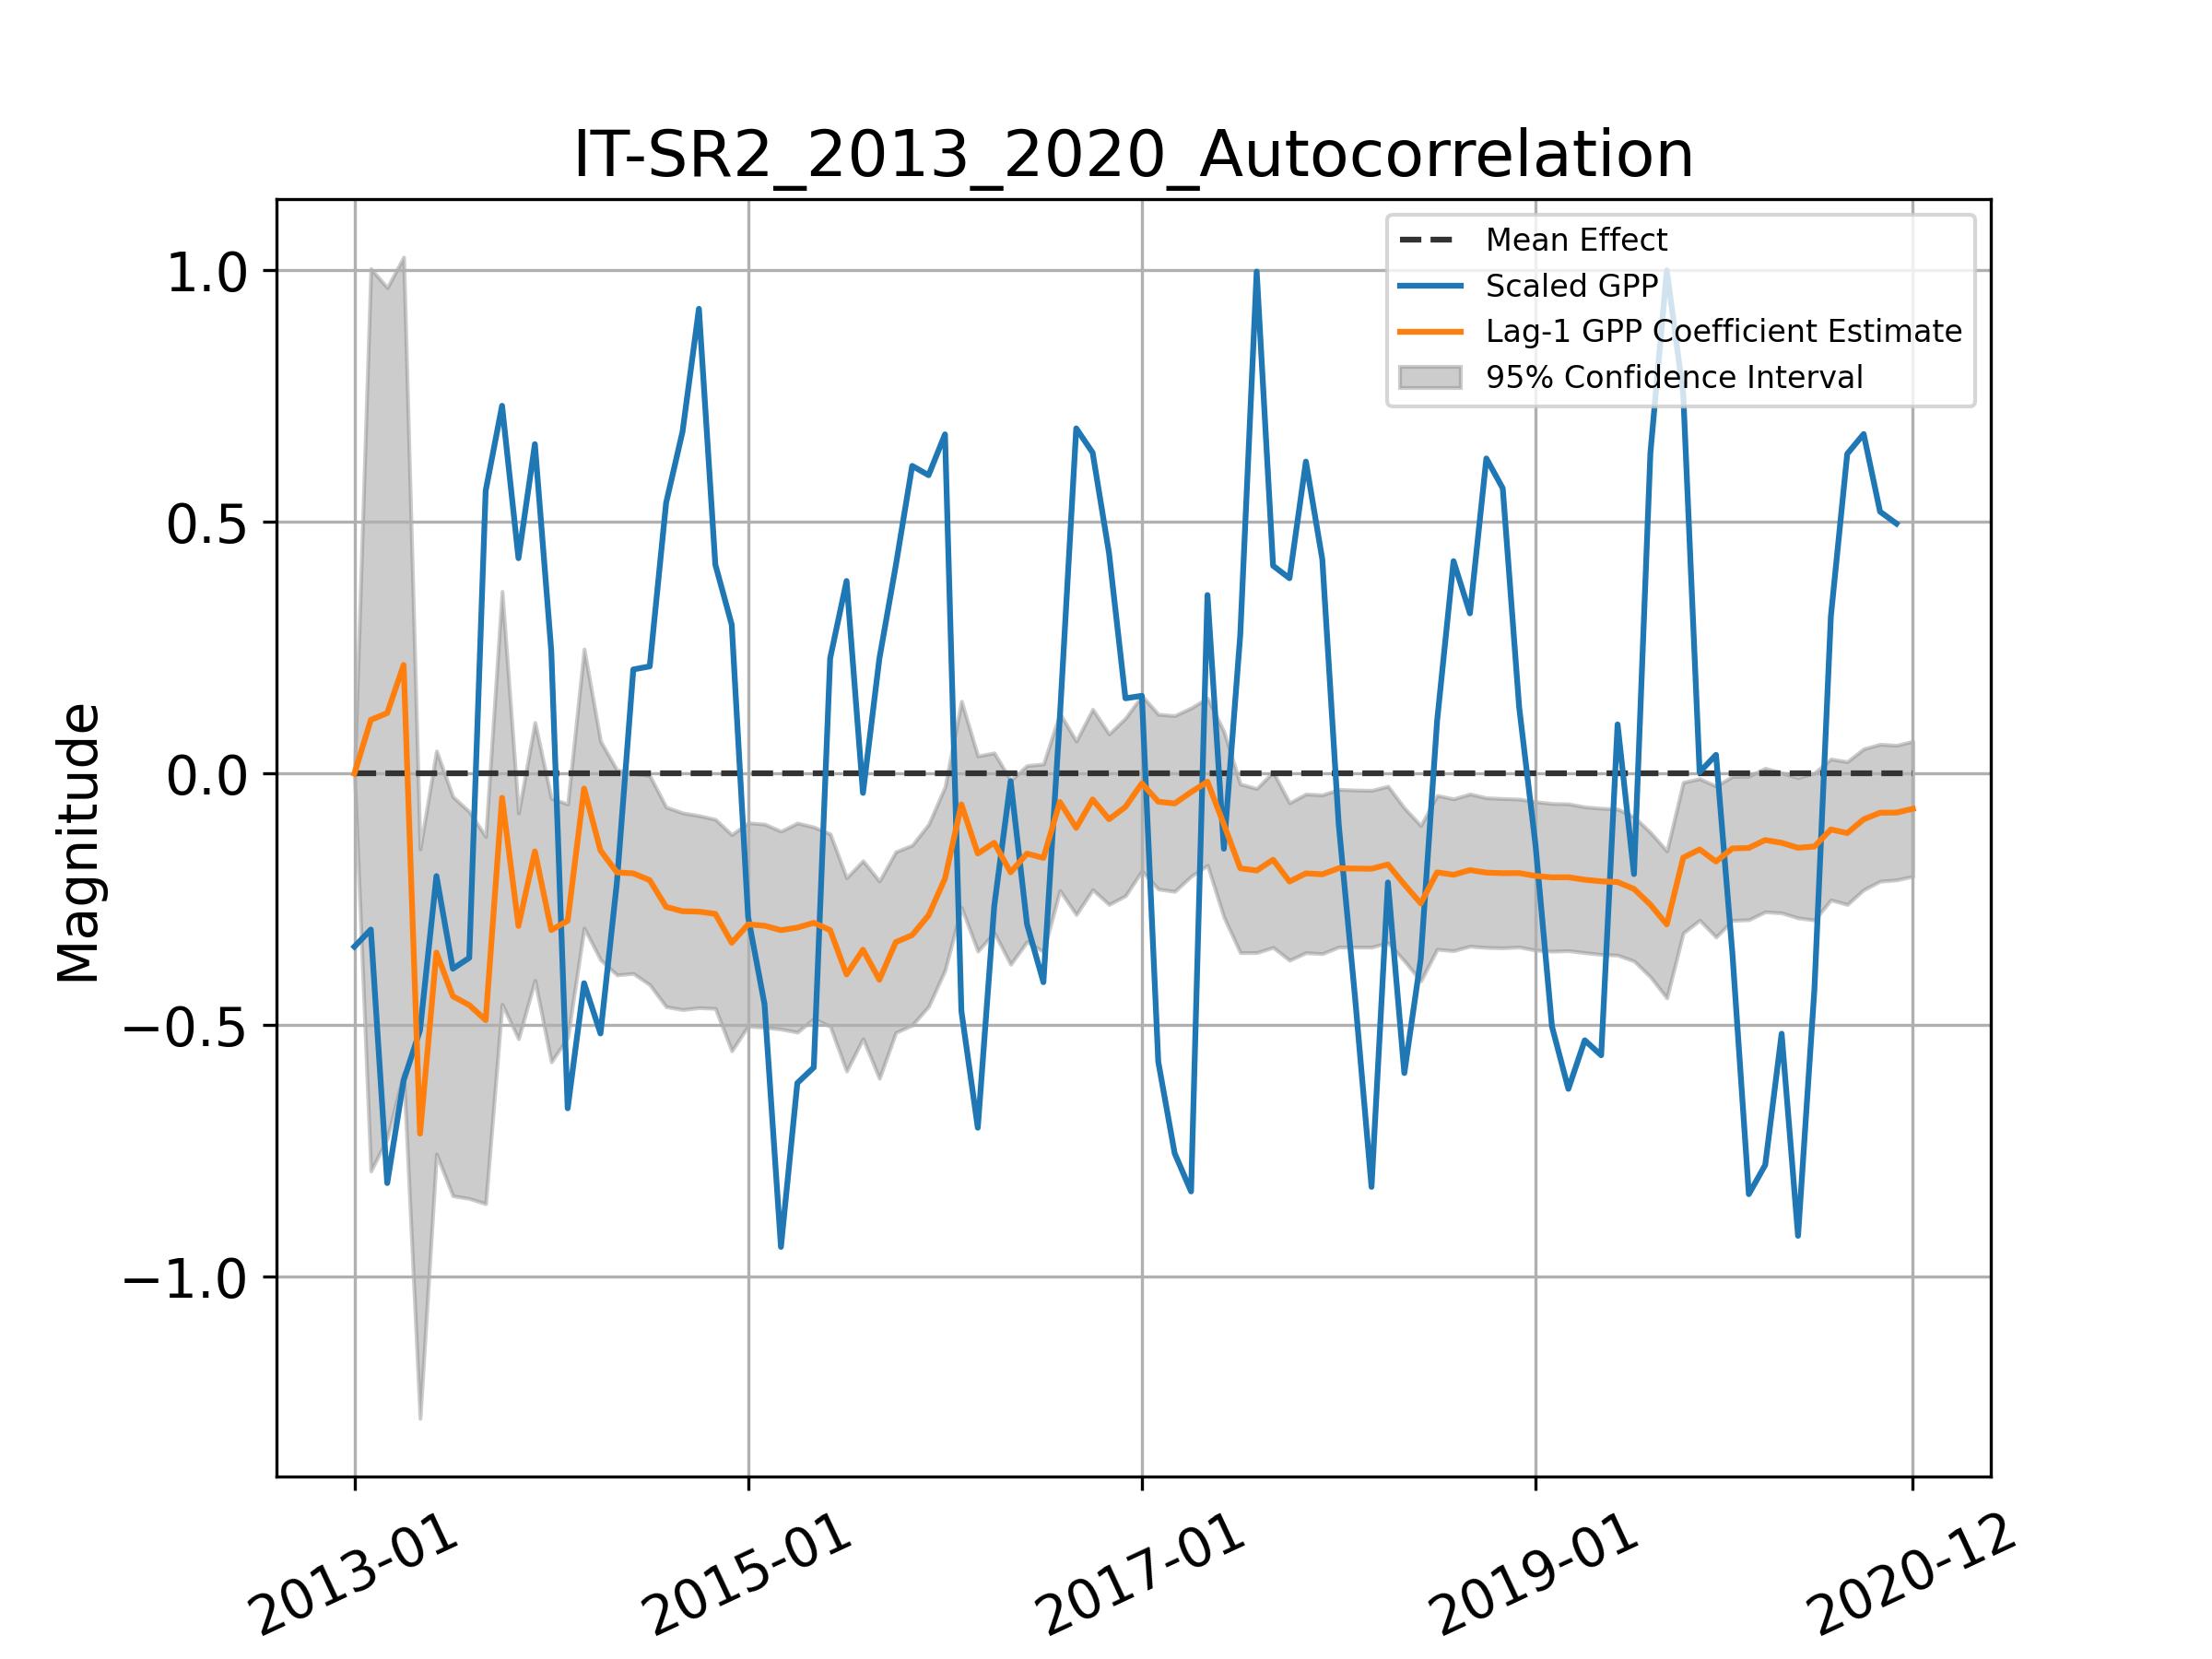 IT-SR2_2013_2020_Autocorrelation
Mean Effect
Scaled GPP
Lag-1 GPP Coefficient Estimate
95% Confidence Interval
Magnitude
1.0
0.5
0.0
−0.5
−1.0
2013-01
2015-01
2017-01
2019-01
2020-12